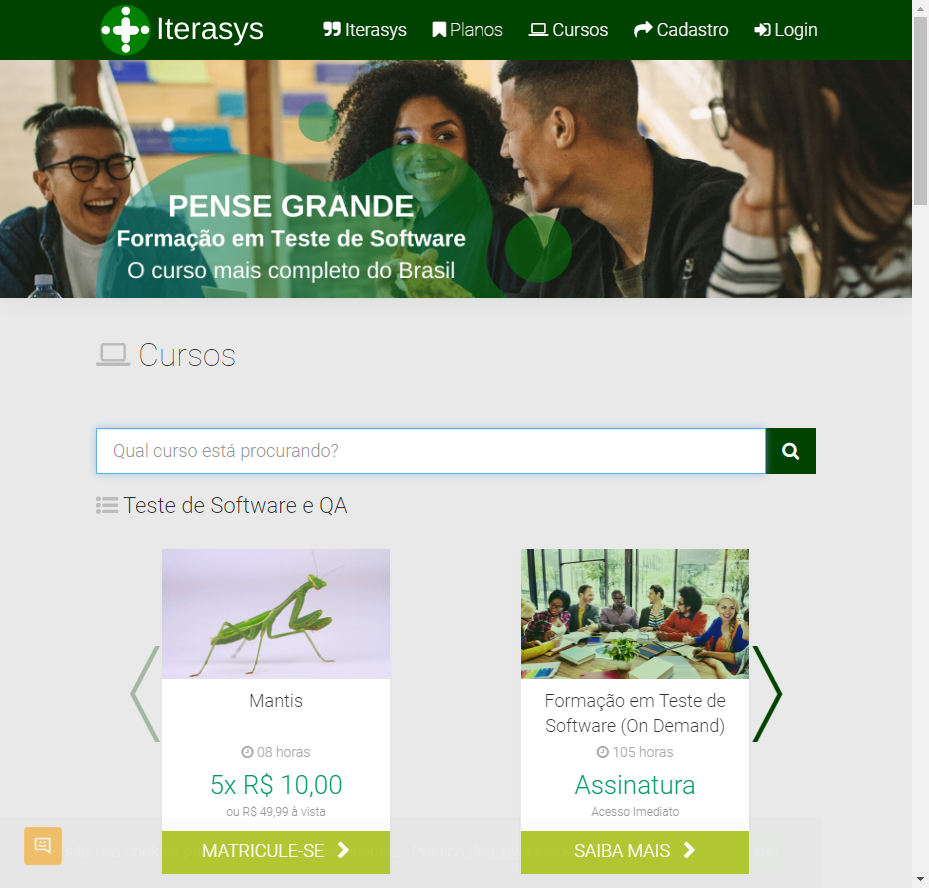 Iterasys
Iterasys
Planos
Cursos
Cadastro
Login
PENSE GRANDE
Formação em Teste de Software
O curso mais completo do Brasil
Cursos
Qual curso está procurando?
Teste de Software e QA
Mantis
08 horas
5x R$ 10,00
ou R$ 49,99 à vista
MATRICULE-SE
Formação em Teste de
Software (On Demand)
105 horas
Assinatura
Acesso Imediato
SAIBA MAIS